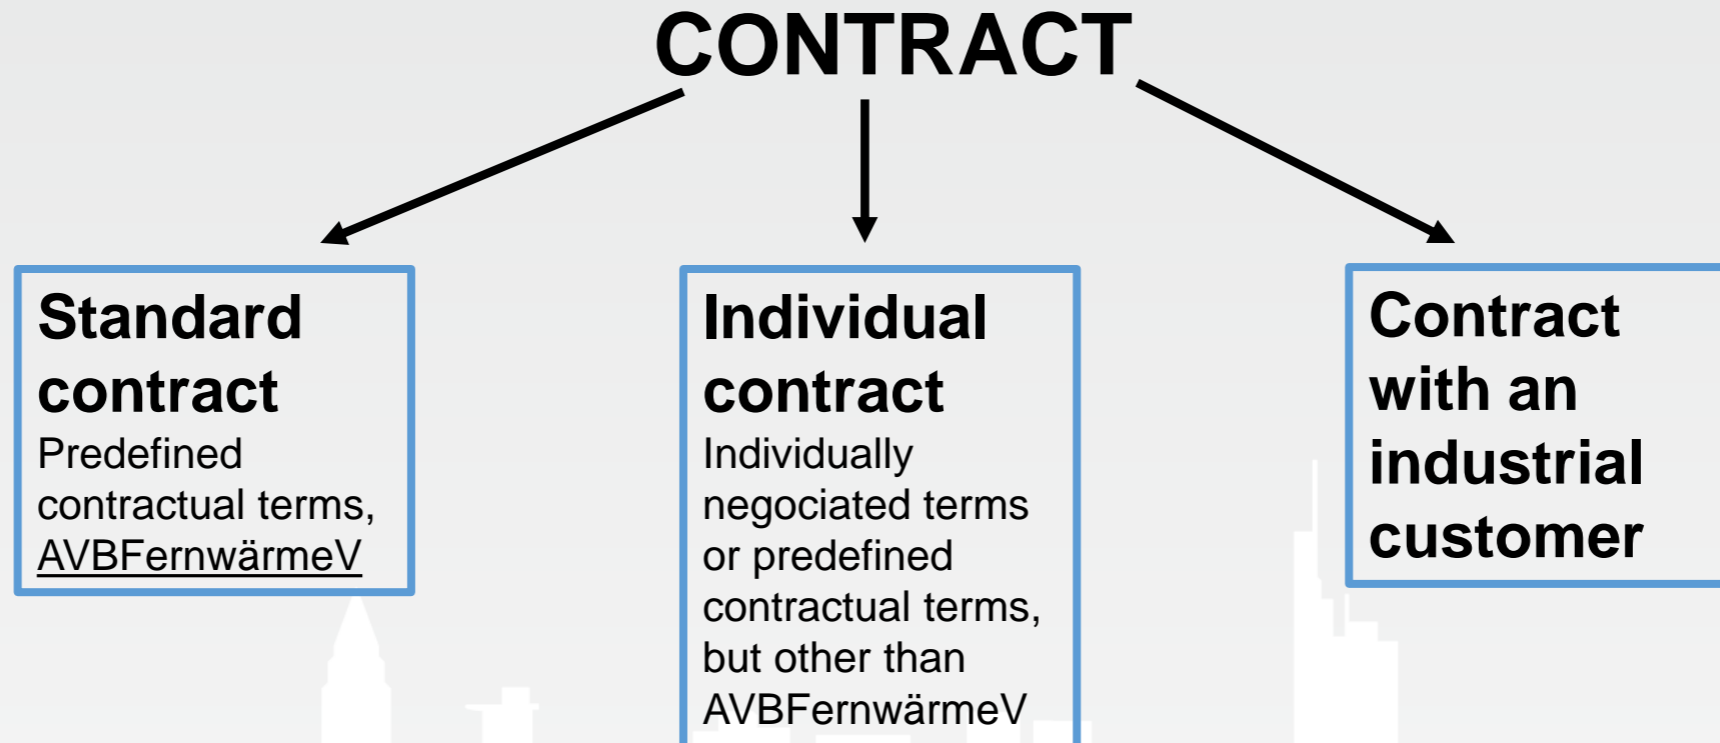 CONTRACT
Standard
contract
Predefined
contractual terms,
AVBFernwärmeV
Individual
contract
Individually
negociated terms
or predefined
contractual terms,
but other than
AVBFernwärmeV
Contract
with an
industrial
customer